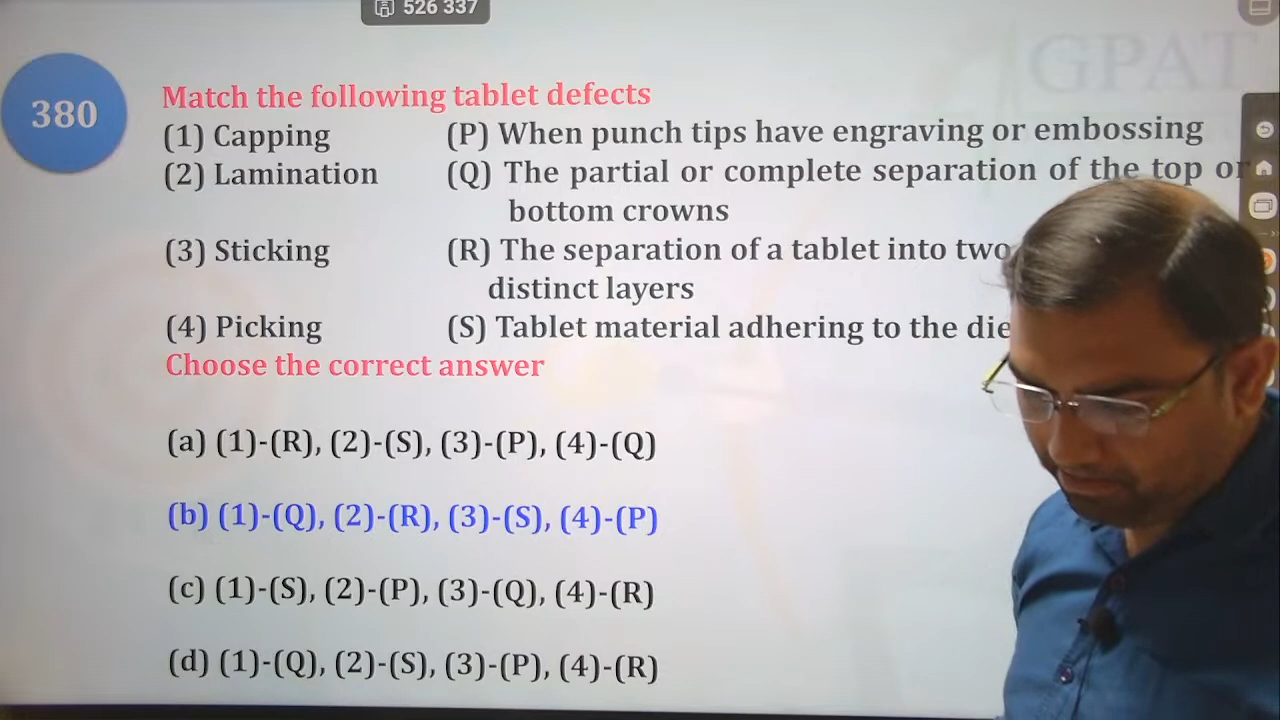 526 337
GPAT
380
Match the following tablet defects
(1) Capping (P) When punch tips have engraving or embossing
(2) Lamination (Q) The partial or complete separation of the top or
bottom crowns
(3) Sticking (R) The separation of a tablet into two
distinct layers
(4) Picking (S) Tablet material adhering to the die
Choose the correct answer
(a) (1)-(R), (2)-(S), (3)-(P), (4)-(Q)
(b) (1)-(Q), (2)-(R), (3)-(S), (4)-(P)
(c) (1)-(S), (2)-(P), (3)-(Q), (4)-(R)
(d) (1)-(Q), (2)-(S), (3)-(P), (4)-(R)